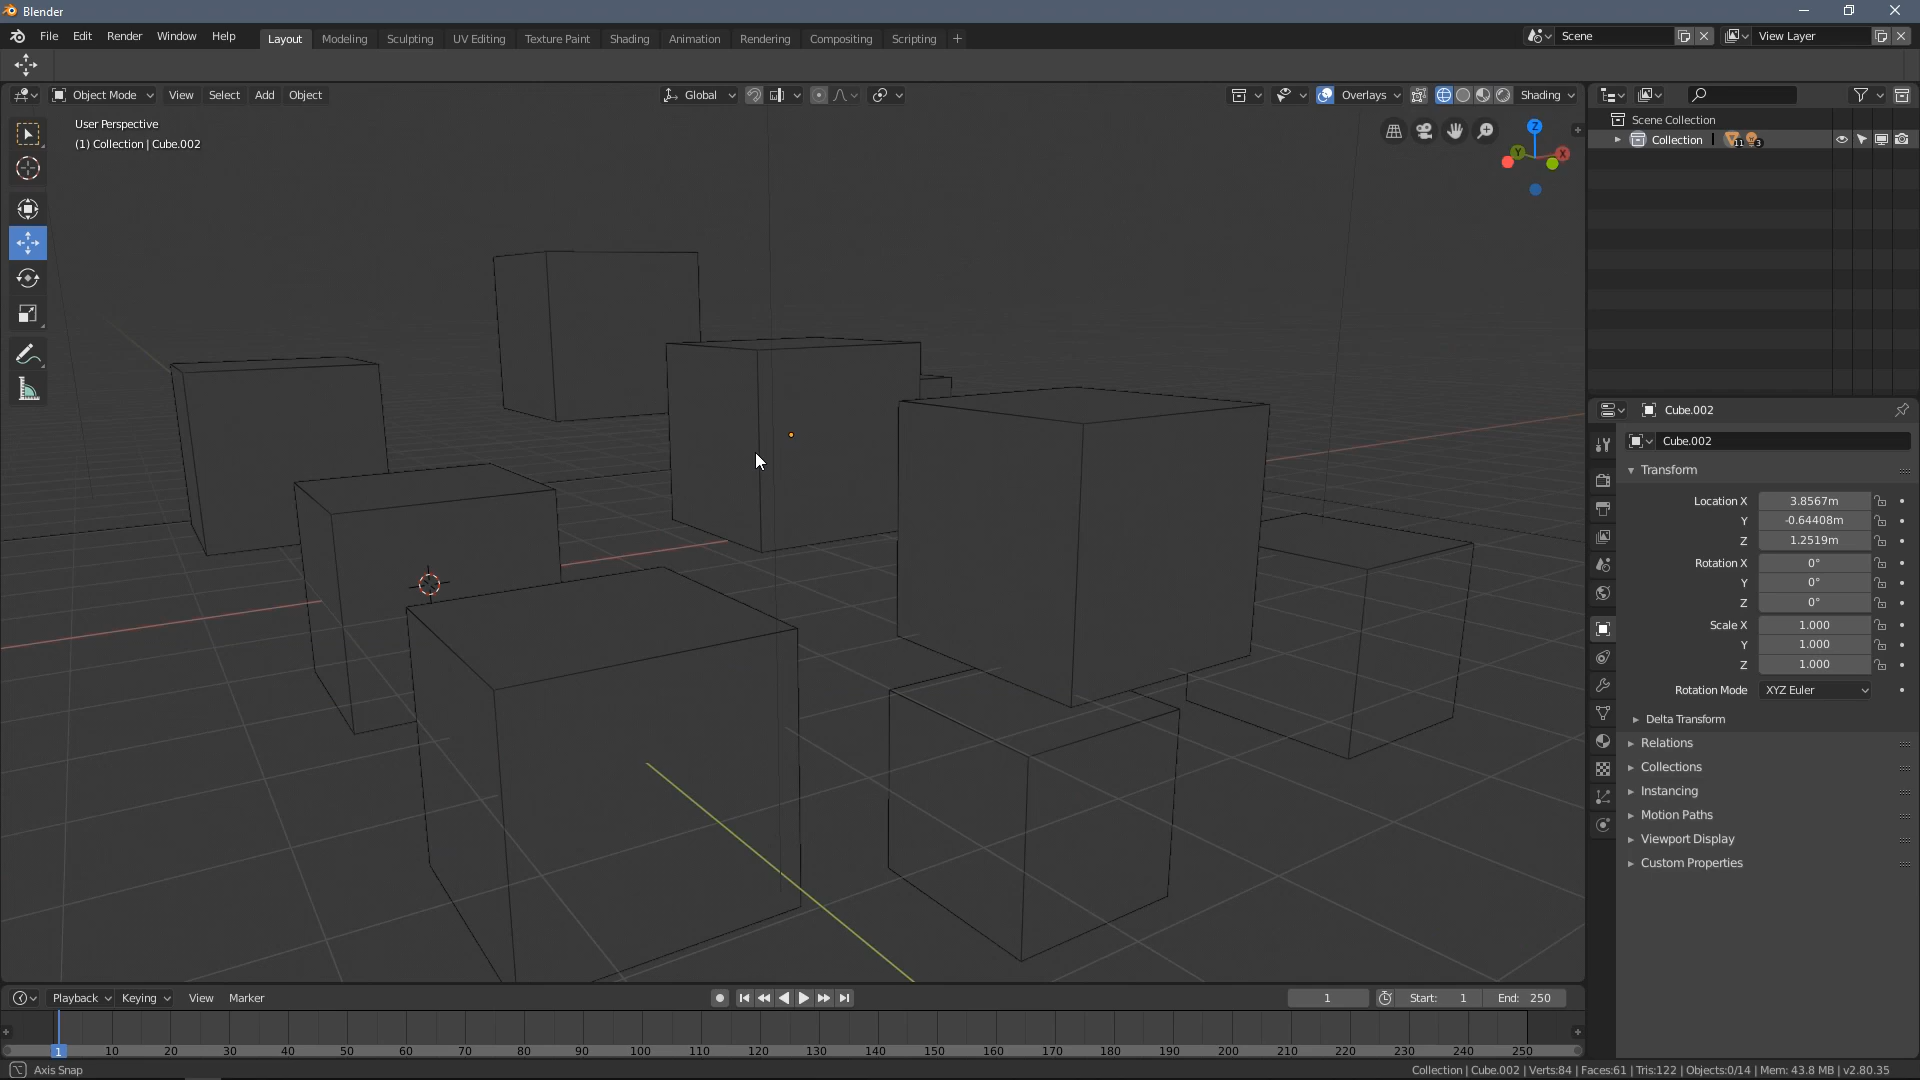 Blender
File Edit Render Window Help Layout Modeling Sculpting UV Editing Texture Paint Shading Animation Rendering Compositing Scripting + Scene View Layer
Object Mode View Select Add Object Global Overlays Shading
User Perspective
(1) Collection | Cube.002
Z
Y
X
Scene Collection
Collection 11 3
Cube.002
Cube.002
Transform
Location X 3.8567m
Y -0.64408m
Z 1.2519m
Rotation X 0°
Y 0°
Z 0°
Scale X 1.000
Y 1.000
Z 1.000
Rotation Mode XYZ Euler
Delta Transform
Relations
Collections
Instancing
Motion Paths
Viewport Display
Custom Properties
Playback Keying View Marker 1 Start: 1 End: 250
1 10 20 30 40 50 60 70 80 90 100 110 120 130 140 150 160 170 180 190 200 210 220 230 240 250
Axis Snap Collection | Cube.002 | Verts:84 | Faces:61 | Tris:122 | Objects:0/14 | Mem: 43.8 MB | v2.80.35